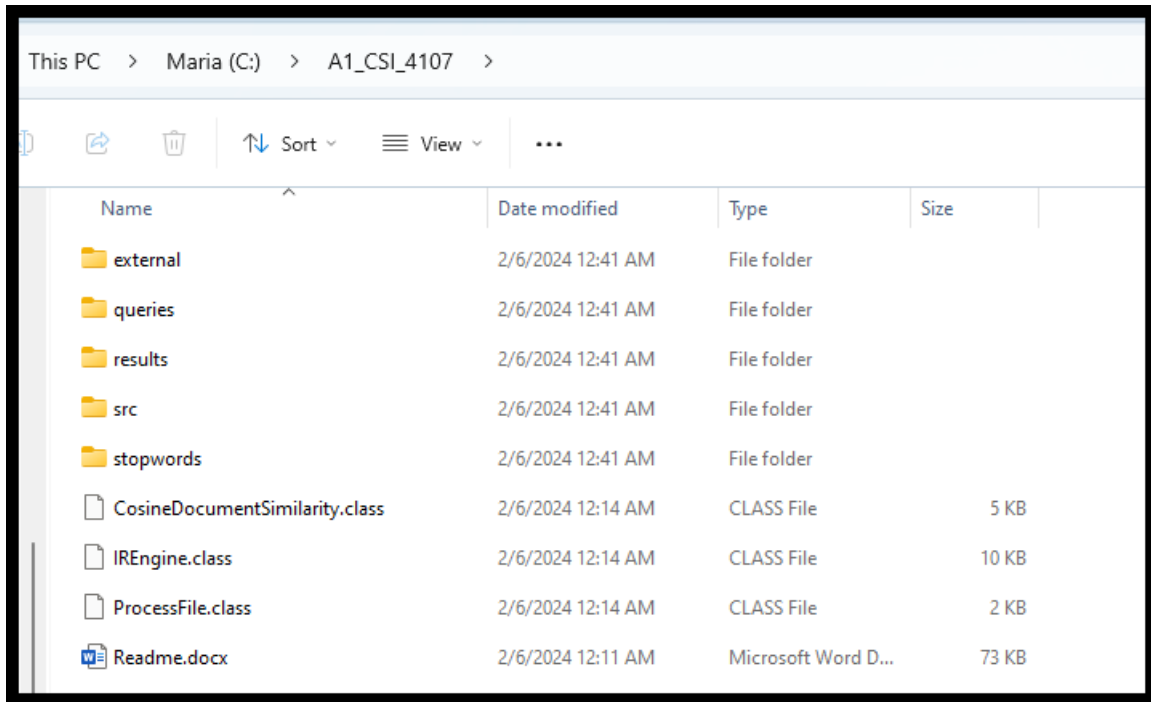 This PC > Maria (C:) > A1_CSI_4107 >
Sort View ...
Name Date modified Type Size
external 2/6/2024 12:41 AM File folder
queries 2/6/2024 12:41 AM File folder
results 2/6/2024 12:41 AM File folder
src 2/6/2024 12:41 AM File folder
stopwords 2/6/2024 12:41 AM File folder
CosineDocumentSimilarity.class 2/6/2024 12:14 AM CLASS File 5 KB
IREngine.class 2/6/2024 12:14 AM CLASS File 10 KB
ProcessFile.class 2/6/2024 12:14 AM CLASS File 2 KB
Readme.docx 2/6/2024 12:11 AM Microsoft Word D... 73 KB